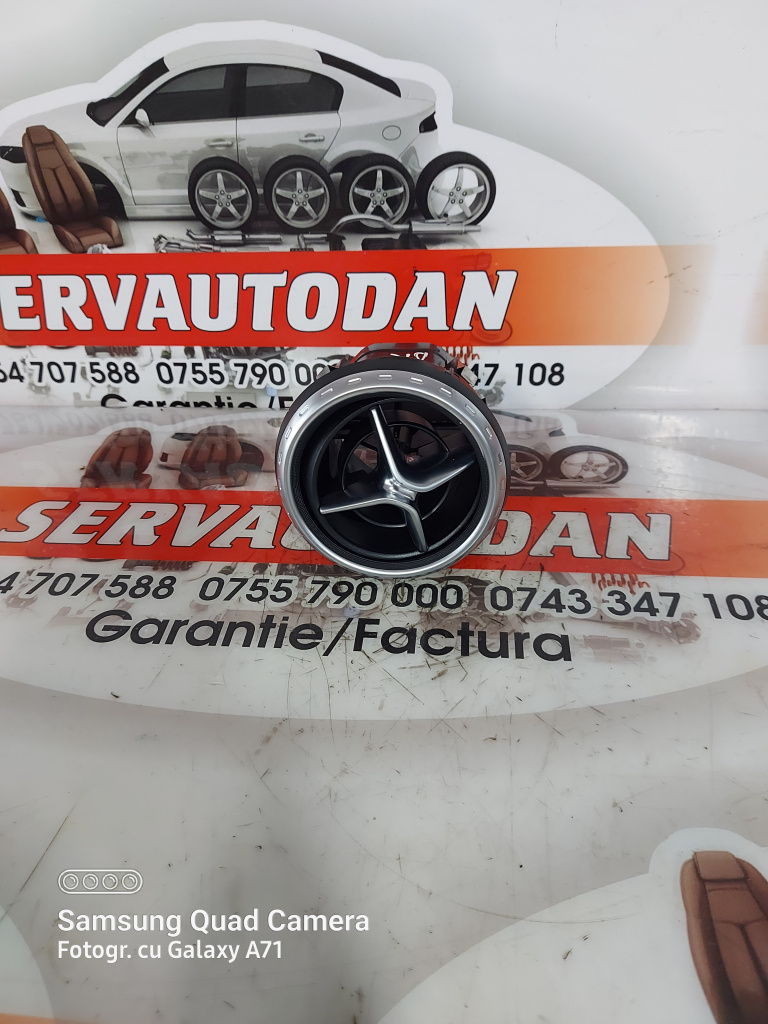 ERVAUTODAN
64 707 588 0755 790 00 47 108
Garantie/F
SERVA DAN
4 707 588 0755 790 000 0743 347 108
Garantie/Factura
Samsung Quad Camera
Fotogr. cu Galaxy A71